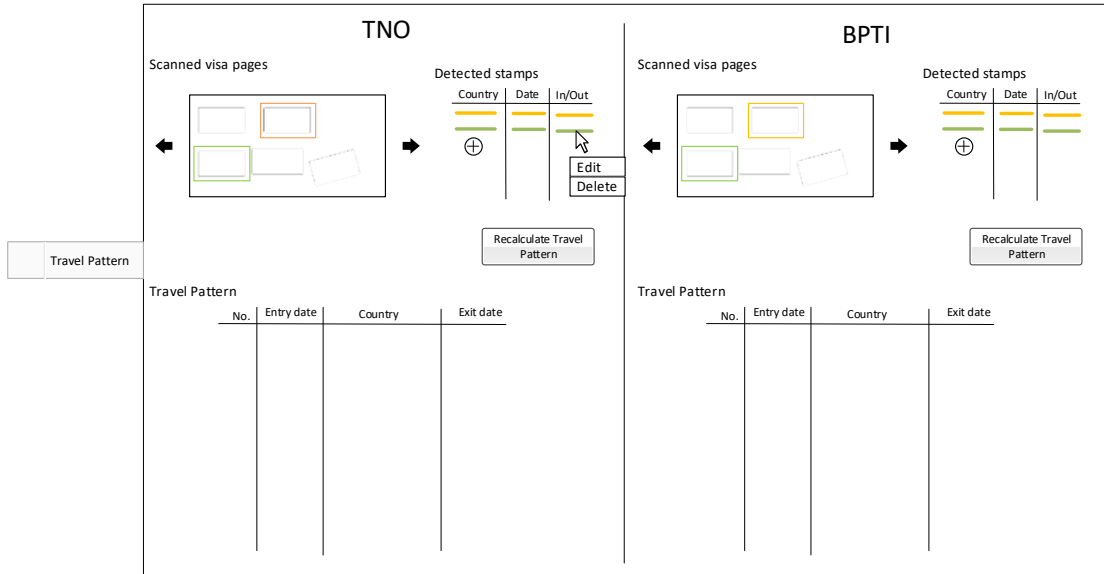 TNO
Scanned visa pages
Detected stamps
Country Date In/Out
Edit
Delete
Recalculate Travel
Pattern
Travel Pattern
Travel Pattern
No. Entry date Country Exit date
BPTI
Scanned visa pages
Detected stamps
Country Date In/Out
Recalculate Travel
Pattern
Travel Pattern
No. Entry date Country Exit date